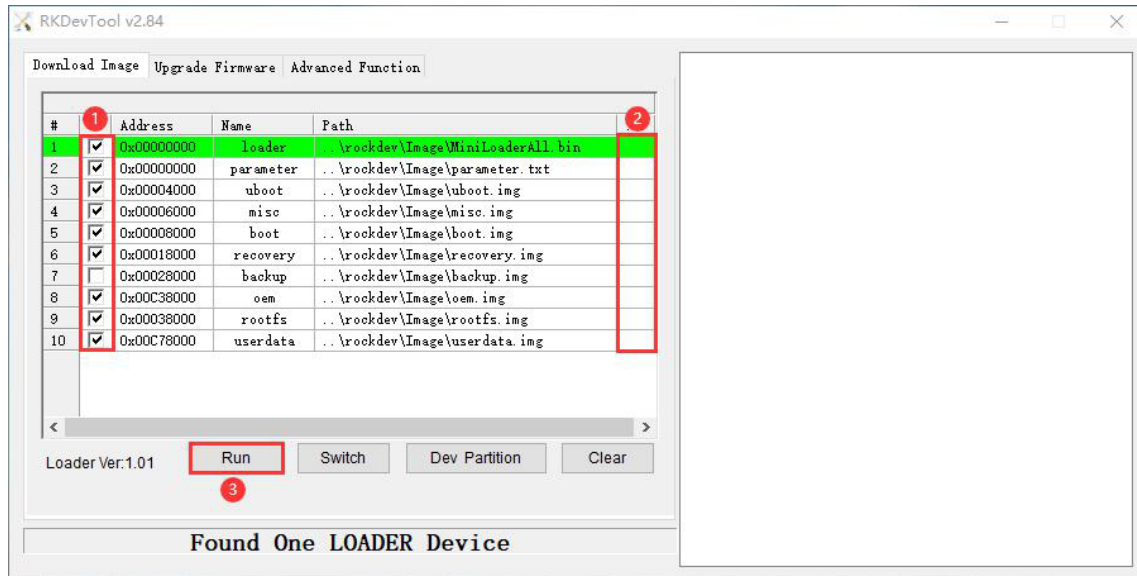 RKDevTool v2.84
Download Image Upgrade Firmware Advanced Function
# 1 Address Name Path 2
1 0x00000000 loader ..\rockdev\Image\MiniLoaderAll.bin
2 0x00000000 parameter ..\rockdev\Image\parameter.txt
3 0x00004000 uboot ..\rockdev\Image\uboot.img
4 0x00006000 misc ..\rockdev\Image\misc.img
5 0x00008000 boot ..\rockdev\Image\boot.img
6 0x00018000 recovery ..\rockdev\Image\recovery.img
7 0x00028000 backup ..\rockdev\Image\backup.img
8 0x00C38000 oem ..\rockdev\Image\oem.img
9 0x00038000 rootfs ..\rockdev\Image\rootfs.img
10 0x00C78000 userdata ..\rockdev\Image\userdata.img
Loader Ver:1.01 Run Switch Dev Partition Clear
3
Found One LOADER Device